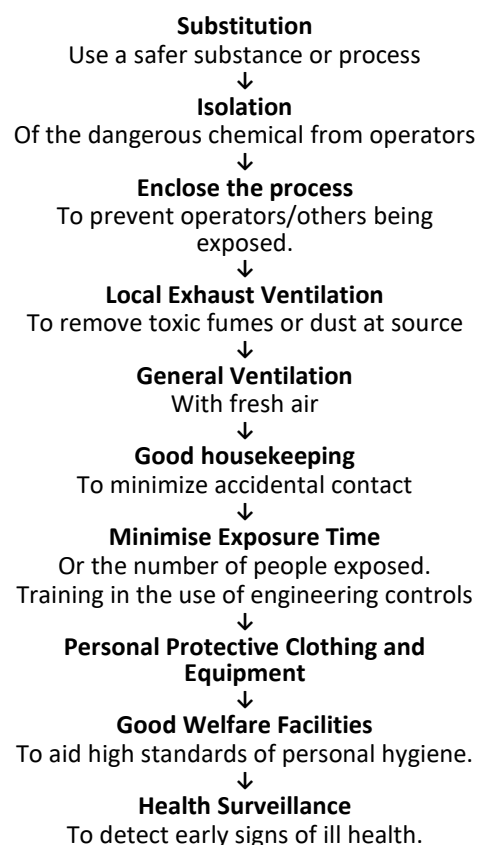 Substitution
Use a safer substance or process
↓
Isolation
Of the dangerous chemical from operators
↓
Enclose the process
To prevent operators/others being
exposed.
↓
Local Exhaust Ventilation
To remove toxic fumes or dust at source
↓
General Ventilation
With fresh air
↓
Good housekeeping
To minimize accidental contact
↓
Minimise Exposure Time
Or the number of people exposed.
Training in the use of engineering controls
↓
Personal Protective Clothing and
Equipment
↓
Good Welfare Facilities
To aid high standards of personal hygiene.
↓
Health Surveillance
To detect early signs of ill health.